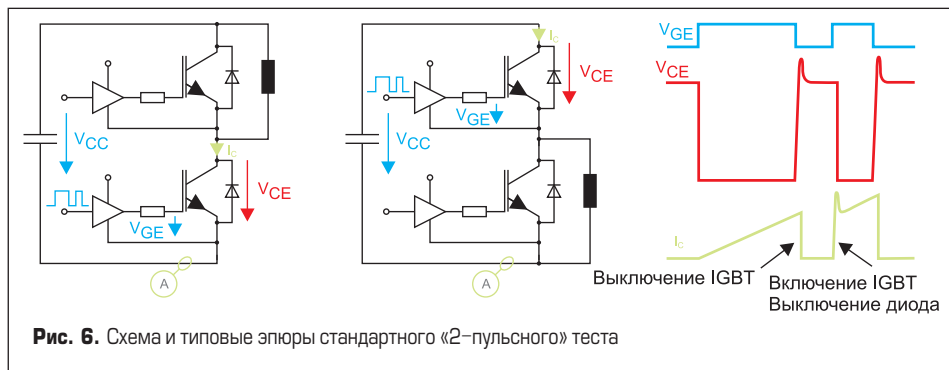 V_CC
I_C
V_CE
V_GE
A
I_C
V_CE
V_GE
V_CC
A
V_GE
V_CE
I_C
Выключение IGBT
Включение IGBT
Выключение диода
Рис. 6. Схема и типовые эпюры стандартного «2-пульсного» теста